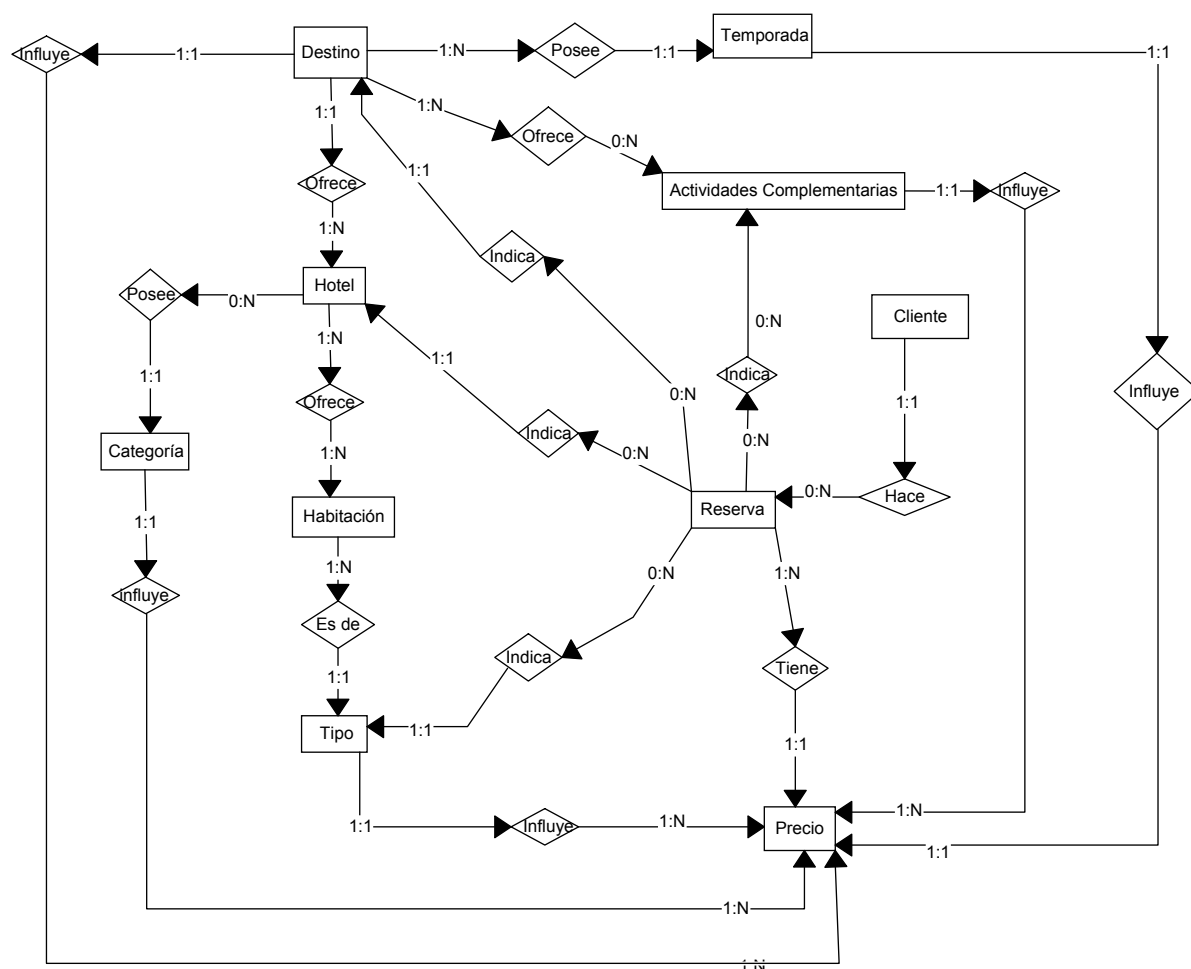 Influye
1:1
Destino
1:N
Posee
1:1
Temporada
1:1
1:1
1:N
Ofrece
0:N
Ofrece
1:1
Actividades Complementarias
1:1
Influye
1:N
Indica
Posee
0:N
Hotel
Cliente
1:N
0:N
1:1
1:1
Indica
Influye
1:1
0:N
Ofrece
1:1
Categoría
1:N
Indica
0:N
0:N
Habitación
Reserva
0:N
Hace
1:1
1:N
0:N
1:N
influye
Es de
Indica
Tiene
1:1
Tipo
1:1
1:1
1:1
Influye
1:N
Precio
1:N
1:1
1:N
1:N